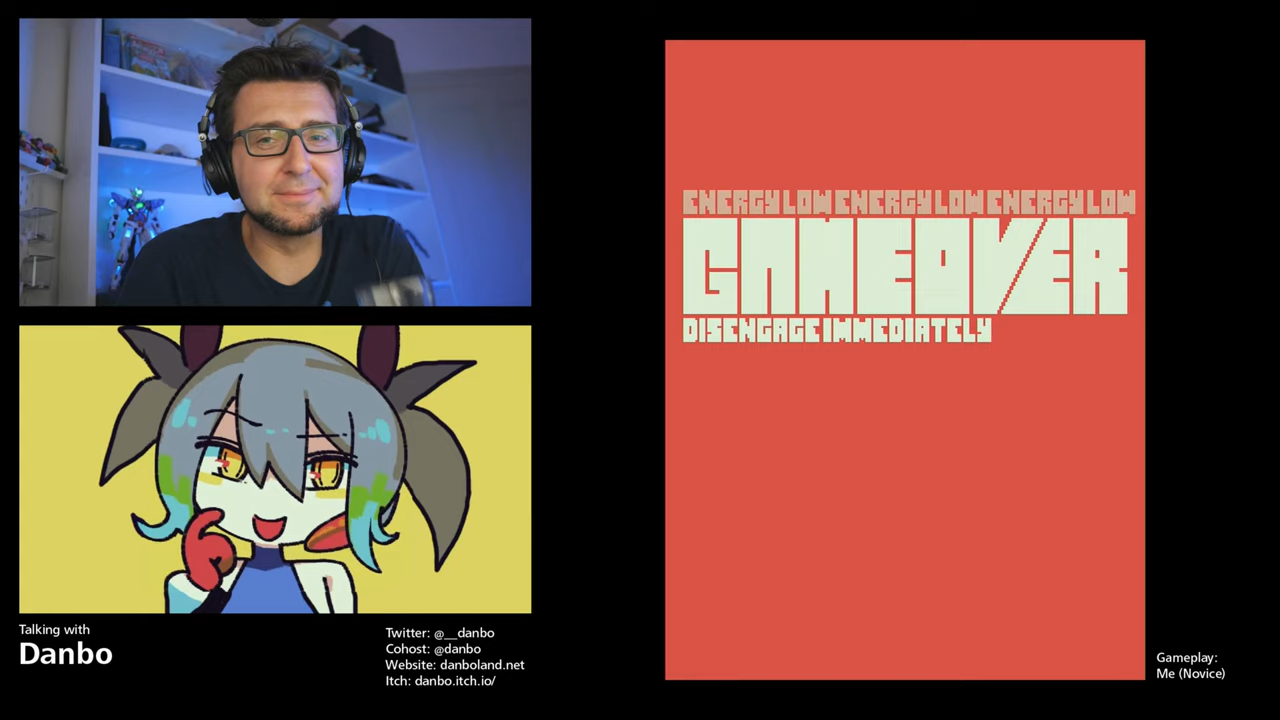 ENERGY LOW ENERGY LOW ENERGY LOW
GAMEOVER
DISENGAGE IMMEDIATELY
Talking with
Danbo
Twitter: @__danbo
Cohost: @danbo
Website: danboland.net
Itch: danbo.itch.io/
Gameplay:
Me (Novice)